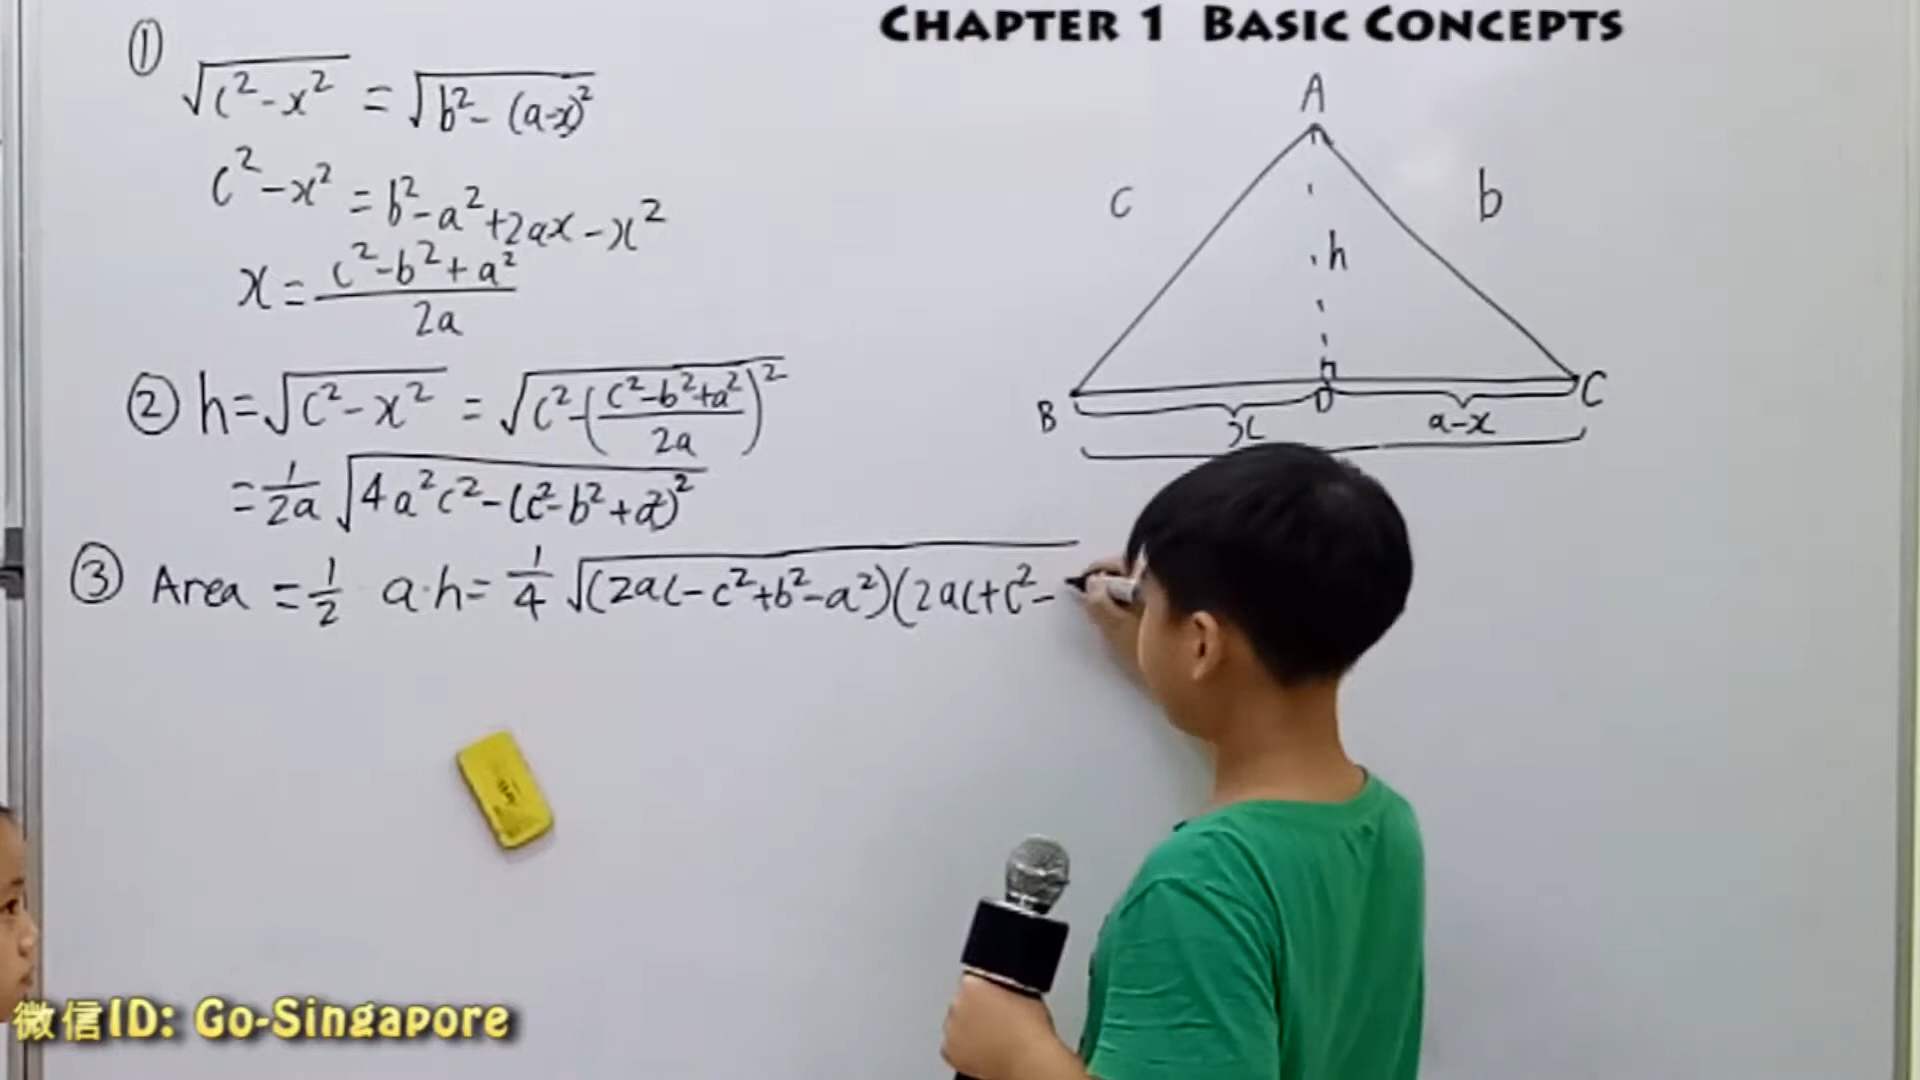 CHAPTER 1 BASIC CONCEPTS
①
√(c²-x²) = √(b²-(a-x)²)
c²-x² = b²-a²+2ax-x²
x = (c²-b²+a²)/2a
② h=√(c²-x²) = √(c²-((c²-b²+a²)/2a)²)
= 1/2a √(4a²c²-(c²-b²+a²)²)
③ Area = 1/2 a·h = 1/4 √(2ac-c²+b²-a²)(2ac+c²-
A
c
b
h
B
D
C
x
a-x
微信ID: Go-Singapore